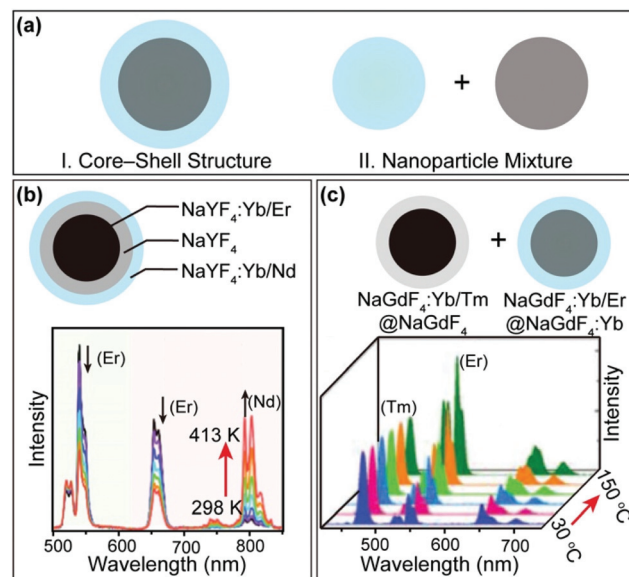 (a)
+
I. Core–Shell Structure
II. Nanoparticle Mixture
(b)
NaYF₄:Yb/Er
NaYF₄
NaYF₄:Yb/Nd
(Er)
(Er)
(Nd)
413 K
298 K
Intensity
500 600 700 800
Wavelength (nm)
(c)
+
NaGdF₄:Yb/Tm
@NaGdF₄
NaGdF₄:Yb/Er
@NaGdF₄:Yb
(Er)
(Tm)
Intensity
150 °C
30 °C
500 600 700
Wavelength (nm)